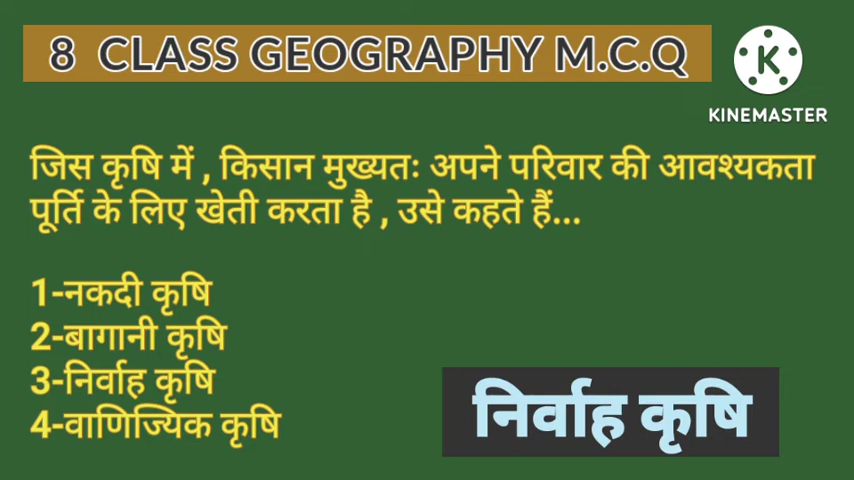 8 CLASS GEOGRAPHY M.C.Q
KINEMASTER
जिस कृषि में , किसान मुख्यतः अपने परिवार की आवश्यकता
पूर्ति के लिए खेती करता है , उसे कहते हैं...
1-नकदी कृषि
2-बागानी कृषि
3-निर्वाह कृषि
4-वाणिज्यिक कृषि
निर्वाह कृषि